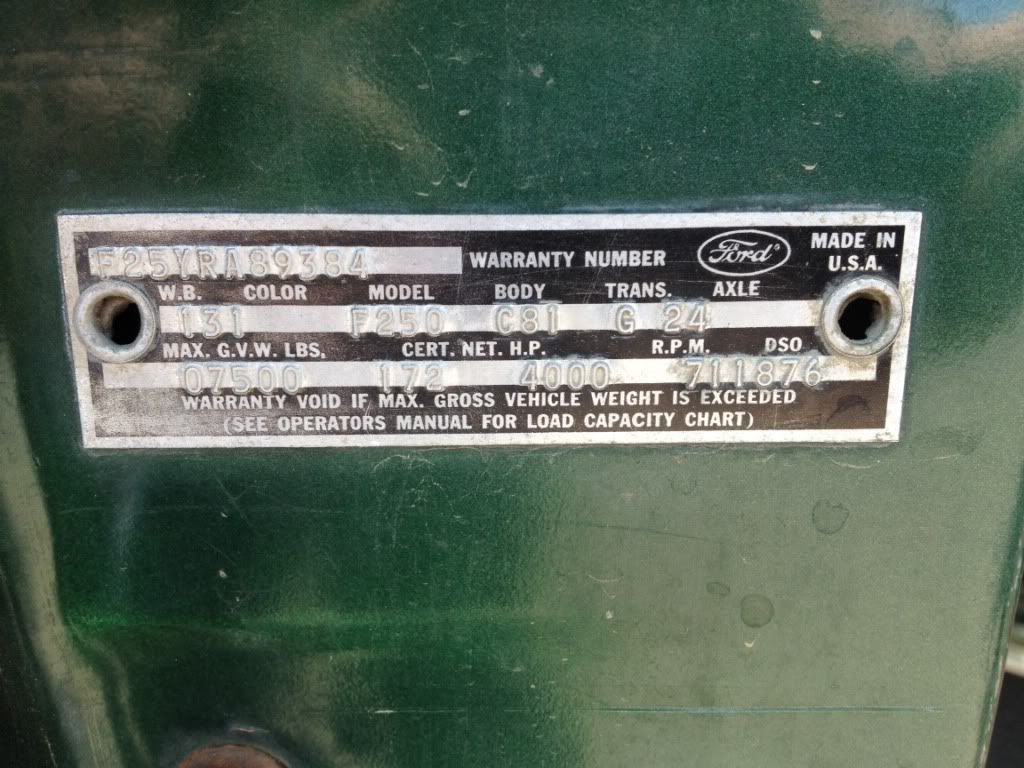 F25YRA89384 WARRANTY NUMBER Ford MADE IN U.S.A.
W.B. COLOR MODEL BODY TRANS. AXLE
131 F250 C81 G 24
MAX. G.V.W. LBS. CERT. NET. H.P. R.P.M. DSO
07500 172 4000 711876
WARRANTY VOID IF MAX. GROSS VEHICLE WEIGHT IS EXCEEDED
(SEE OPERATORS MANUAL FOR LOAD CAPACITY CHART)